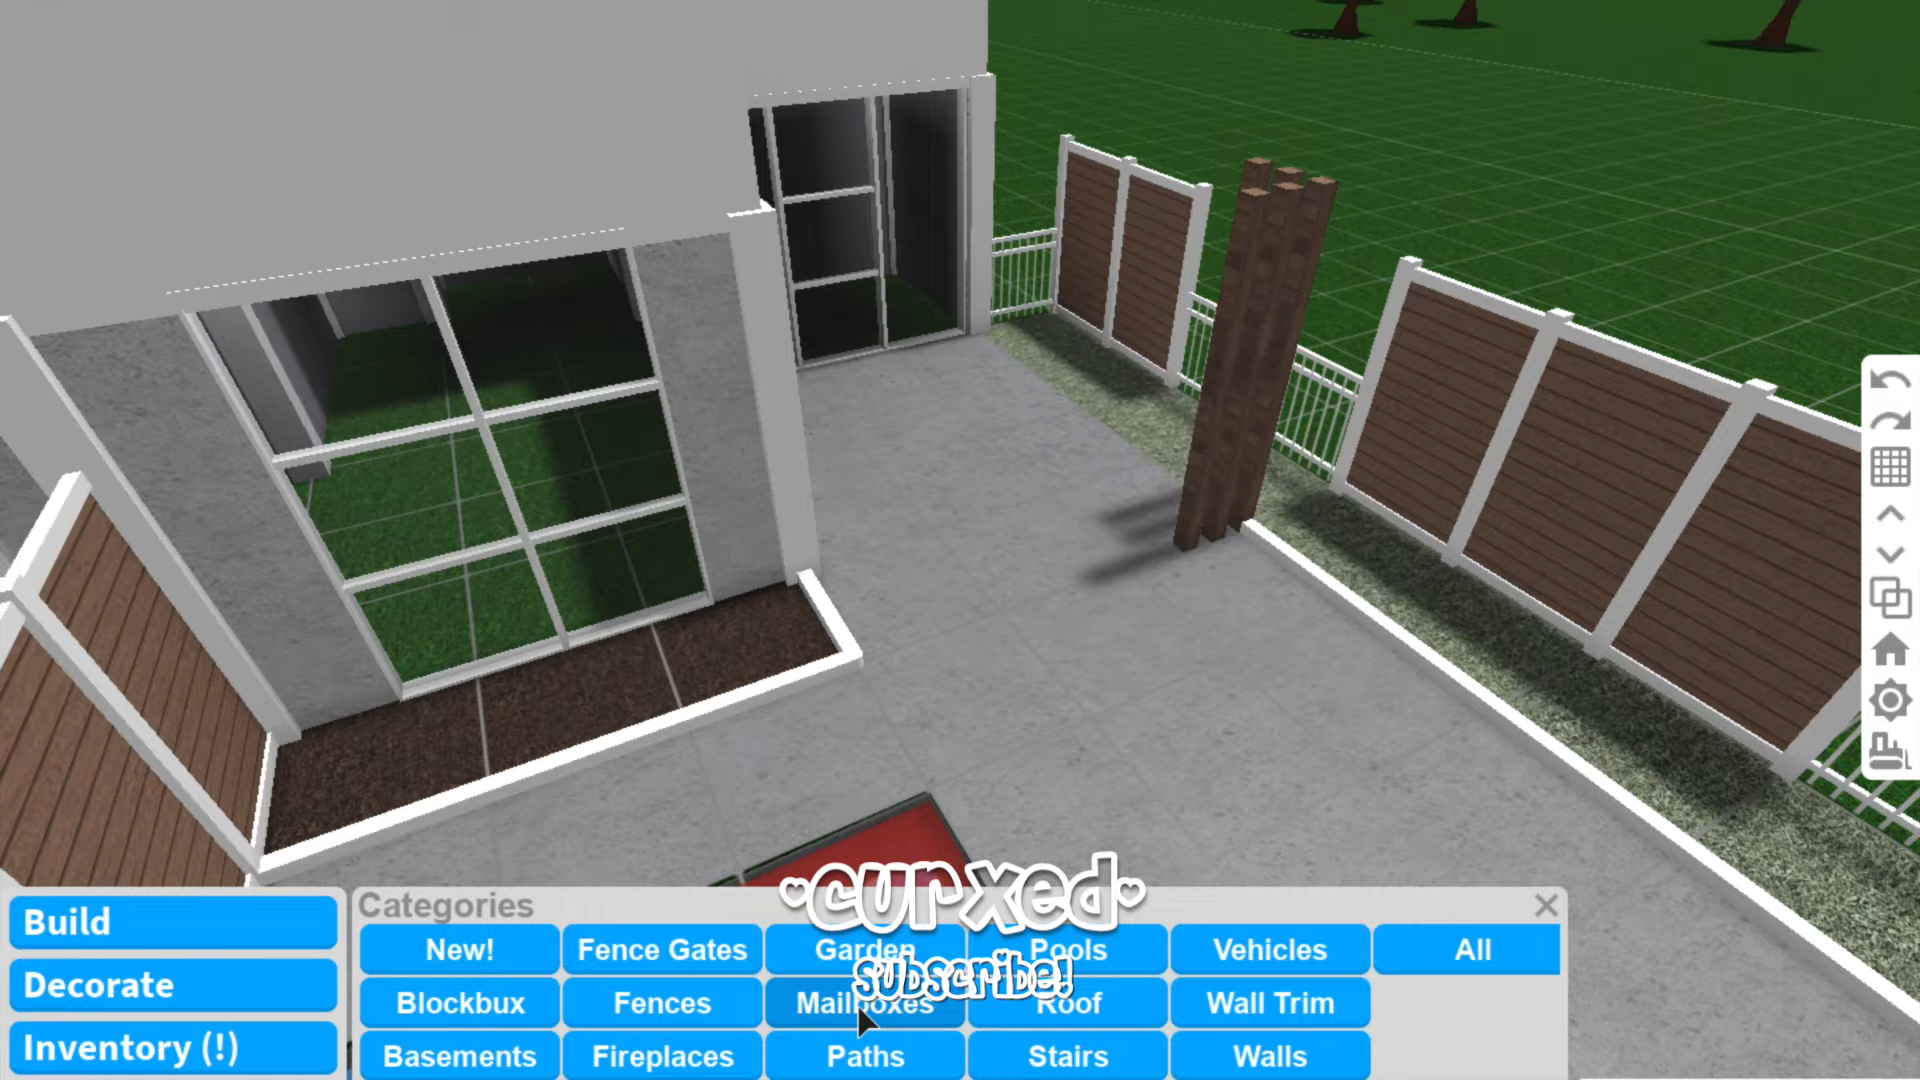 Build
Decorate
Inventory (!)
Categories
New! Fence Gates Garden Pools Vehicles All
Blockbux Fences Mailboxes Roof Wall Trim
Basements Fireplaces Paths Stairs Walls
curxed
subscribe!